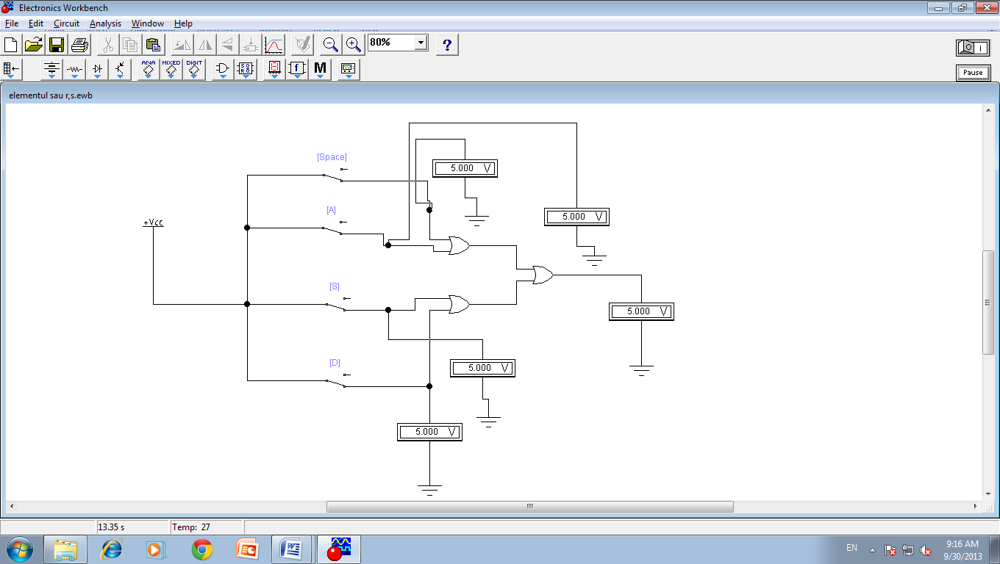 Electronics Workbench
File Edit Circuit Analysis Window Help
80%
?
ANA MIXED DIGIT
f M
Pause
elementul sau r,s.ewb
[Space]
5.000 V
[A]
5.000 V
+Vcc
[S]
5.000 V
[D]
5.000 V
5.000 V
13.35 s Temp: 27
EN 9:16 AM
9/30/2013